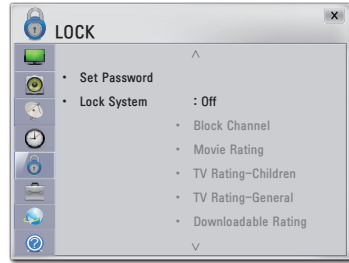 LOCK
X
• Set Password
• Lock System : Off
• Block Channel
• Movie Rating
• TV Rating-Children
• TV Rating-General
• Downloadable Rating